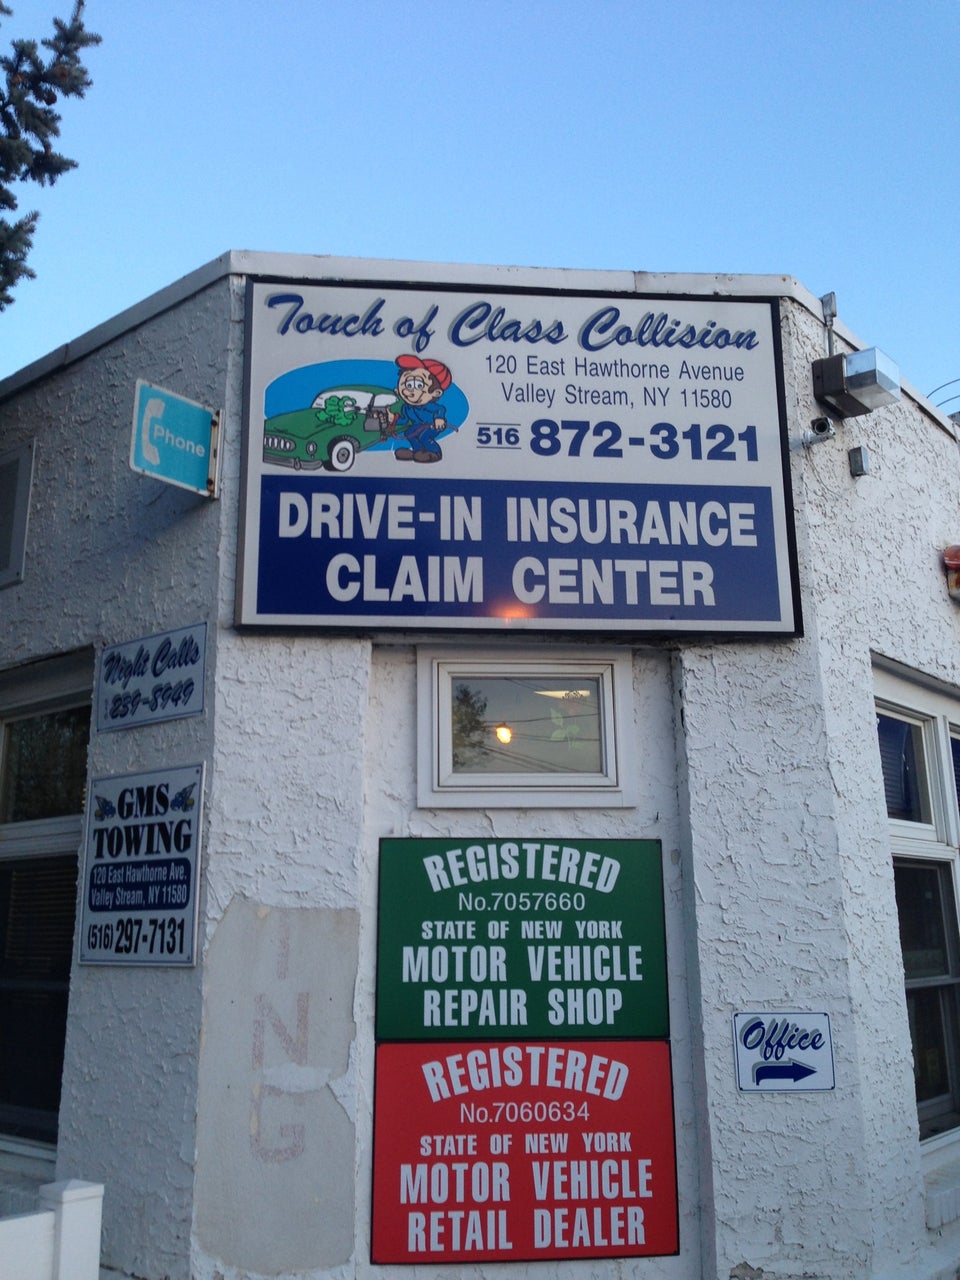 Touch of Class Collision
120 East Hawthorne Avenue
Valley Stream, NY 11580
516 872-3121
DRIVE-IN INSURANCE
CLAIM CENTER
Phone
Night Calls
239-8949
GMS
TOWING
120 East Hawthorne Ave.
Valley Stream, NY 11580
(516) 297-7131
REGISTERED
No.7057660
STATE OF NEW YORK
MOTOR VEHICLE
REPAIR SHOP
REGISTERED
No.7060634
STATE OF NEW YORK
MOTOR VEHICLE
RETAIL DEALER
Office
I
N
G